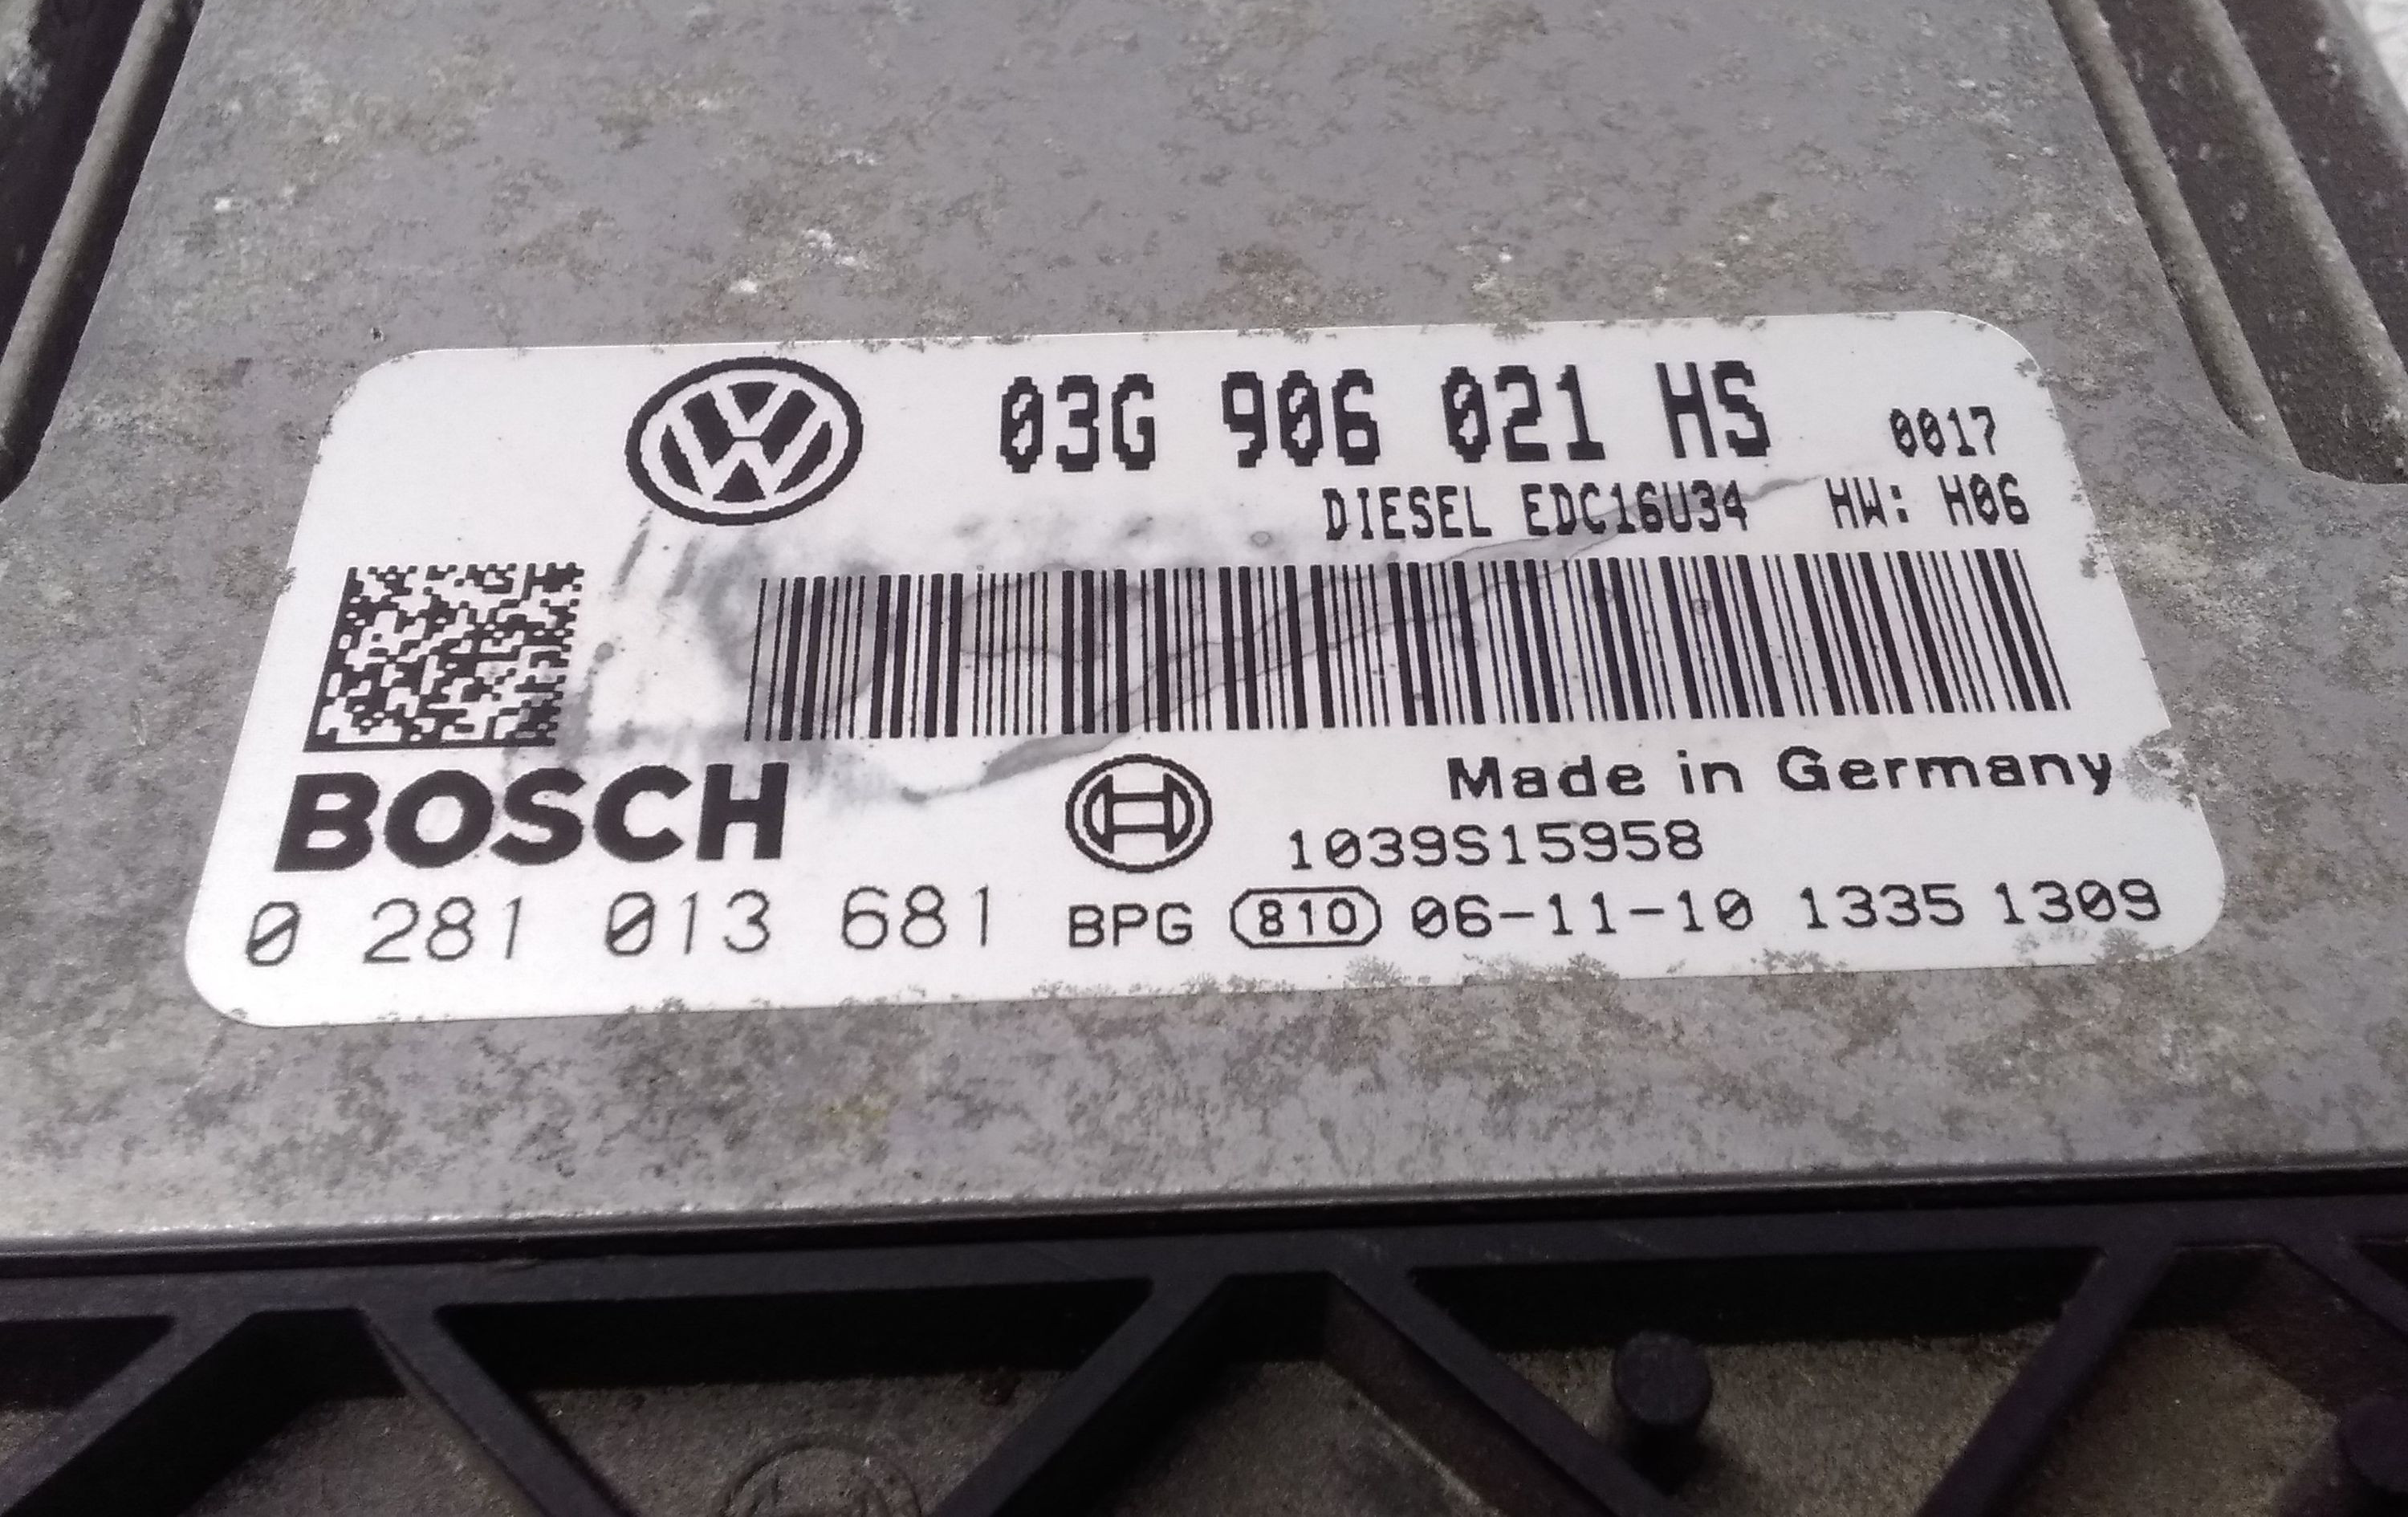 03G 906 021 HS 0017
DIESEL EDC16U34 HW: H06
Made in Germany
BOSCH 1039S15958
0 281 013 681 BPG 810 06-11-10 1335 1309